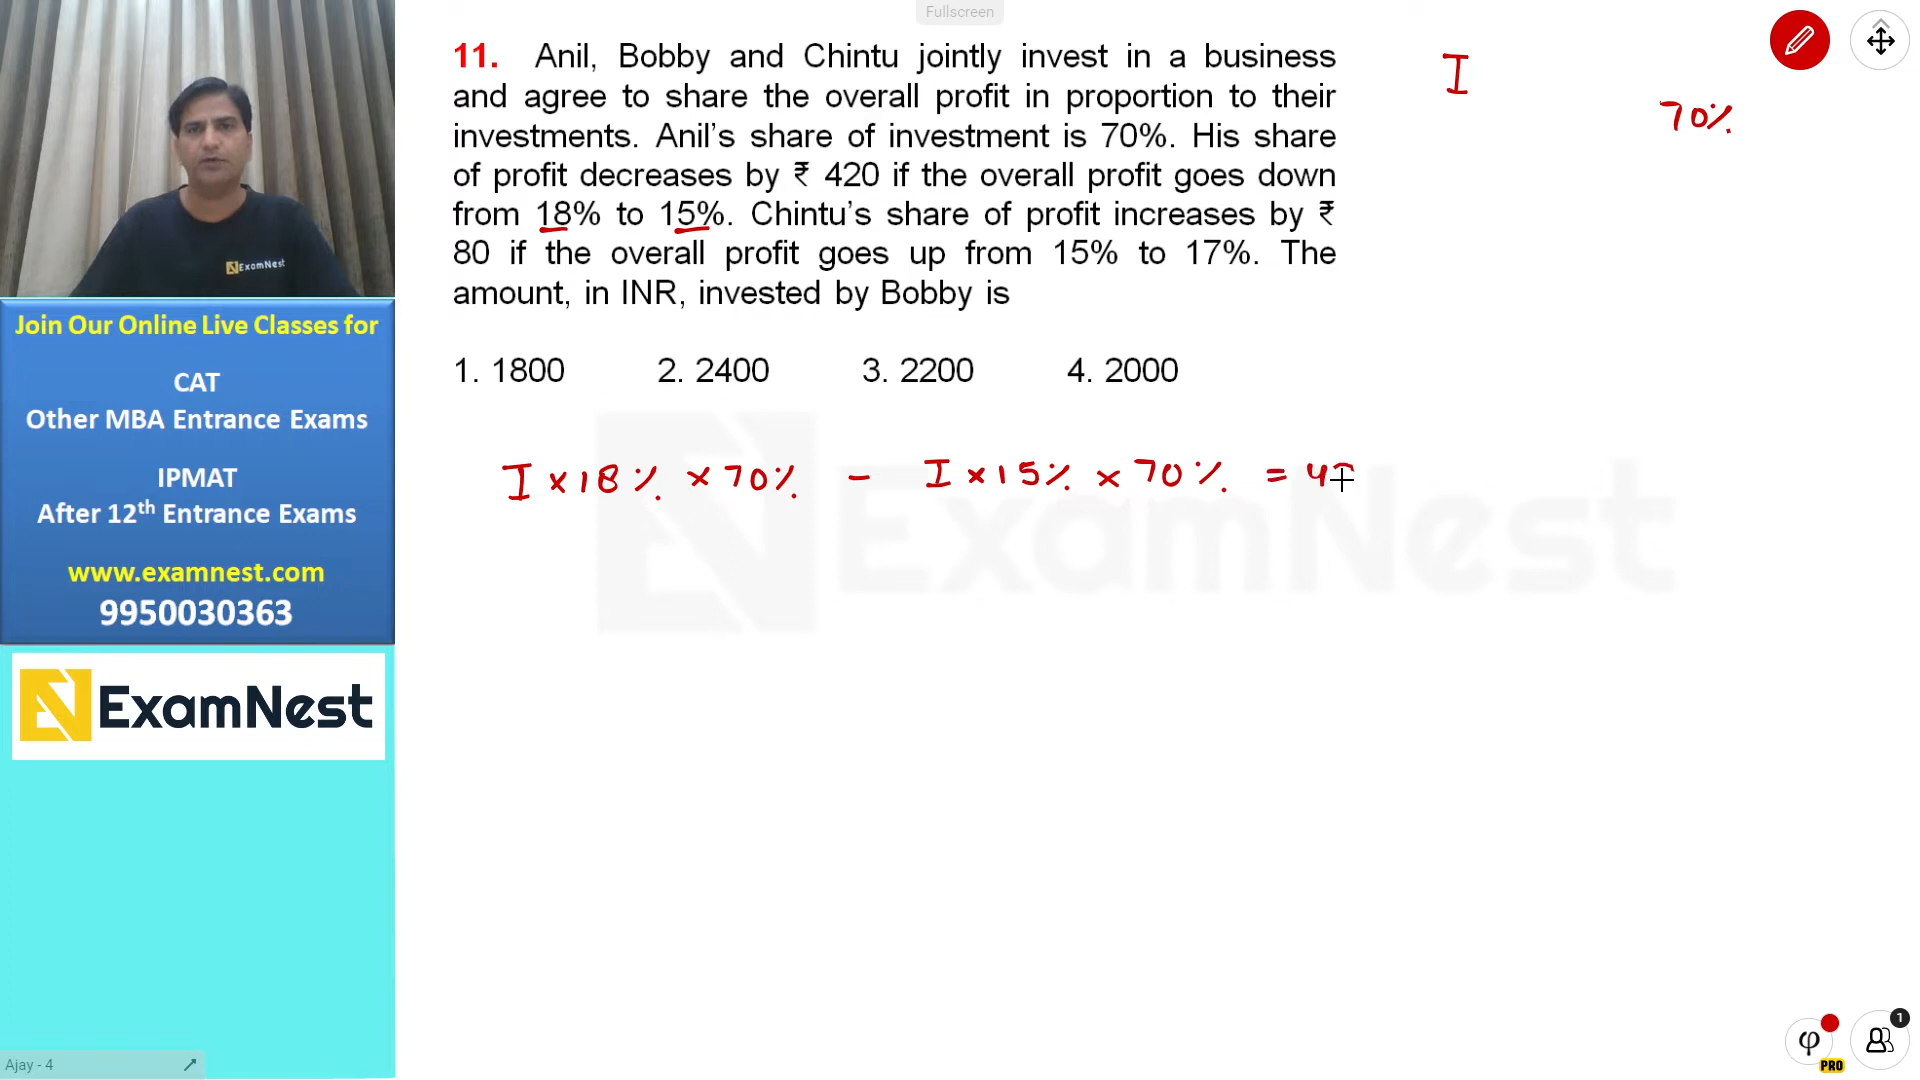 Fullscreen
11. Anil, Bobby and Chintu jointly invest in a business
and agree to share the overall profit in proportion to their
investments. Anil's share of investment is 70%. His share
of profit decreases by ₹ 420 if the overall profit goes down
from 18% to 15%. Chintu's share of profit increases by ₹
80 if the overall profit goes up from 15% to 17%. The
amount, in INR, invested by Bobby is
1. 1800 2. 2400 3. 2200 4. 2000
I
70%
I × 18% × 70% - I × 15% × 70% = 42
ExamNest
ExamNest
Join Our Online Live Classes for
CAT
Other MBA Entrance Exams
IPMAT
After 12th Entrance Exams
www.examnest.com
9950030363
ExamNest
Ajay - 4
1
φ
PRO